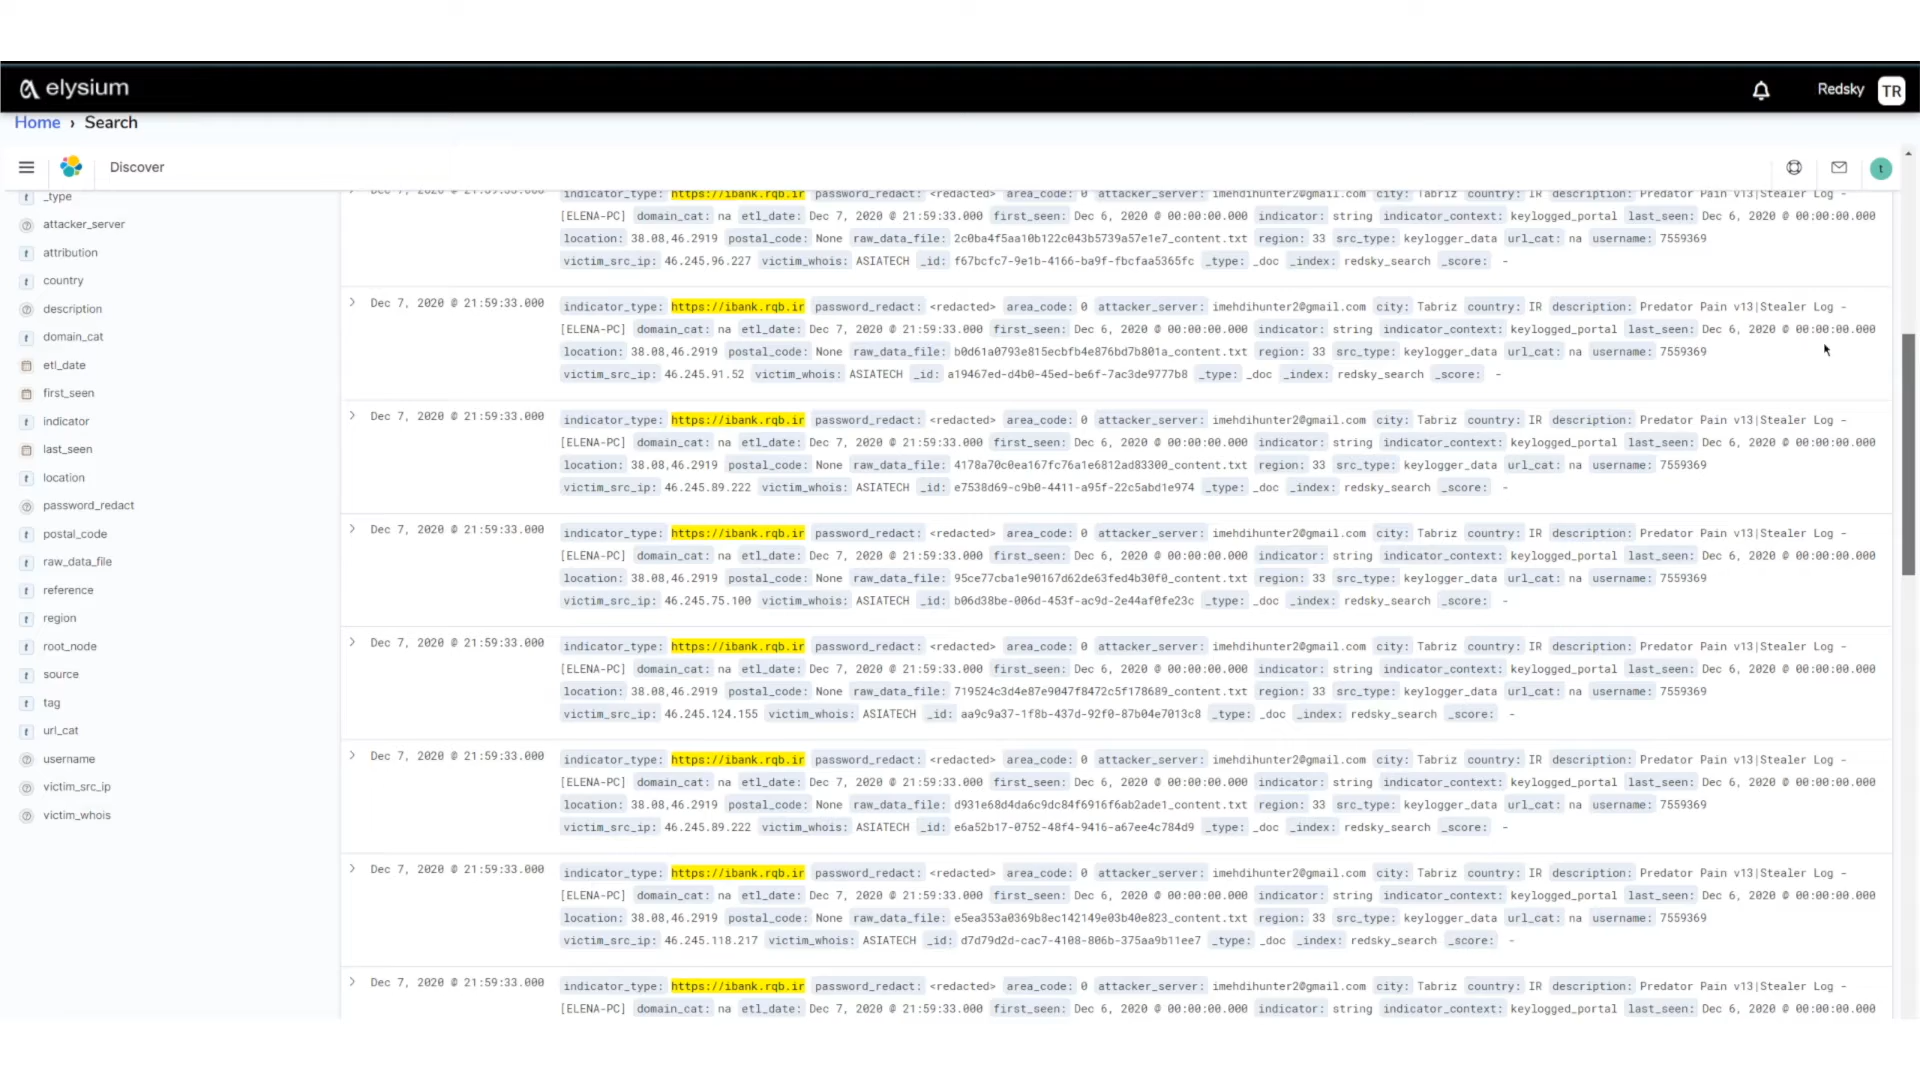 elysium
Redsky TR
Home › Search
Discover
t
t _type
attacker_server
t attribution
t country
description
t domain_cat
etl_date
first_seen
t indicator
last_seen
t location
password_redact
t postal_code
t raw_data_file
t reference
t region
t root_node
t source
t tag
t url_cat
username
victim_src_ip
victim_whois
Dec 7, 2020 @ 21:59:33.000
indicator_type: https://ibank.rqb.ir password_redact: <redacted> area_code: 0 attacker_server: imehdihunter2@gmail.com city: Tabriz country: IR description: Predator Pain v13|Stealer Log -
[ELENA-PC] domain_cat: na etl_date: Dec 7, 2020 @ 21:59:33.000 first_seen: Dec 6, 2020 @ 00:00:00.000 indicator: string indicator_context: keylogged_portal last_seen: Dec 6, 2020 @ 00:00:00.000
location: 38.08,46.2919 postal_code: None raw_data_file: 2c0ba4f5aa10b122c043b5739a57e1e7_content.txt region: 33 src_type: keylogger_data url_cat: na username: 7559369
victim_src_ip: 46.245.96.227 victim_whois: ASIATECH _id: f67bcfc7-9e1b-4166-ba9f-fbcfaa5365fc _type: _doc _index: redsky_search _score: -
Dec 7, 2020 @ 21:59:33.000
indicator_type: https://ibank.rqb.ir password_redact: <redacted> area_code: 0 attacker_server: imehdihunter2@gmail.com city: Tabriz country: IR description: Predator Pain v13|Stealer Log -
[ELENA-PC] domain_cat: na etl_date: Dec 7, 2020 @ 21:59:33.000 first_seen: Dec 6, 2020 @ 00:00:00.000 indicator: string indicator_context: keylogged_portal last_seen: Dec 6, 2020 @ 00:00:00.000
location: 38.08,46.2919 postal_code: None raw_data_file: b0d61a0793e815ecbfb4e876bd7b801a_content.txt region: 33 src_type: keylogger_data url_cat: na username: 7559369
victim_src_ip: 46.245.91.52 victim_whois: ASIATECH _id: a19467ed-d4b0-45ed-be6f-7ac3de9777b8 _type: _doc _index: redsky_search _score: -
Dec 7, 2020 @ 21:59:33.000
indicator_type: https://ibank.rqb.ir password_redact: <redacted> area_code: 0 attacker_server: imehdihunter2@gmail.com city: Tabriz country: IR description: Predator Pain v13|Stealer Log -
[ELENA-PC] domain_cat: na etl_date: Dec 7, 2020 @ 21:59:33.000 first_seen: Dec 6, 2020 @ 00:00:00.000 indicator: string indicator_context: keylogged_portal last_seen: Dec 6, 2020 @ 00:00:00.000
location: 38.08,46.2919 postal_code: None raw_data_file: 4178a70c0ea167fc76a1e6812ad83300_content.txt region: 33 src_type: keylogger_data url_cat: na username: 7559369
victim_src_ip: 46.245.89.222 victim_whois: ASIATECH _id: e7538d69-c9b0-4411-a95f-22c5abd1e974 _type: _doc _index: redsky_search _score: -
Dec 7, 2020 @ 21:59:33.000
indicator_type: https://ibank.rqb.ir password_redact: <redacted> area_code: 0 attacker_server: imehdihunter2@gmail.com city: Tabriz country: IR description: Predator Pain v13|Stealer Log -
[ELENA-PC] domain_cat: na etl_date: Dec 7, 2020 @ 21:59:33.000 first_seen: Dec 6, 2020 @ 00:00:00.000 indicator: string indicator_context: keylogged_portal last_seen: Dec 6, 2020 @ 00:00:00.000
location: 38.08,46.2919 postal_code: None raw_data_file: 95ce77cba1e90167d62de63fed4b30f0_content.txt region: 33 src_type: keylogger_data url_cat: na username: 7559369
victim_src_ip: 46.245.75.100 victim_whois: ASIATECH _id: b06d38be-006d-453f-ac9d-2e44af0fe23c _type: _doc _index: redsky_search _score: -
Dec 7, 2020 @ 21:59:33.000
indicator_type: https://ibank.rqb.ir password_redact: <redacted> area_code: 0 attacker_server: imehdihunter2@gmail.com city: Tabriz country: IR description: Predator Pain v13|Stealer Log -
[ELENA-PC] domain_cat: na etl_date: Dec 7, 2020 @ 21:59:33.000 first_seen: Dec 6, 2020 @ 00:00:00.000 indicator: string indicator_context: keylogged_portal last_seen: Dec 6, 2020 @ 00:00:00.000
location: 38.08,46.2919 postal_code: None raw_data_file: 719524c3d4e87e9047f8472c5f178689_content.txt region: 33 src_type: keylogger_data url_cat: na username: 7559369
victim_src_ip: 46.245.124.155 victim_whois: ASIATECH _id: aa9c9a37-1f8b-437d-92f0-87b04e7013c8 _type: _doc _index: redsky_search _score: -
Dec 7, 2020 @ 21:59:33.000
indicator_type: https://ibank.rqb.ir password_redact: <redacted> area_code: 0 attacker_server: imehdihunter2@gmail.com city: Tabriz country: IR description: Predator Pain v13|Stealer Log -
[ELENA-PC] domain_cat: na etl_date: Dec 7, 2020 @ 21:59:33.000 first_seen: Dec 6, 2020 @ 00:00:00.000 indicator: string indicator_context: keylogged_portal last_seen: Dec 6, 2020 @ 00:00:00.000
location: 38.08,46.2919 postal_code: None raw_data_file: d931e68d4da6c9dc84f6916f6ab2ade1_content.txt region: 33 src_type: keylogger_data url_cat: na username: 7559369
victim_src_ip: 46.245.89.222 victim_whois: ASIATECH _id: e6a52b17-0752-48f4-9416-a67ee4c784d9 _type: _doc _index: redsky_search _score: -
Dec 7, 2020 @ 21:59:33.000
indicator_type: https://ibank.rqb.ir password_redact: <redacted> area_code: 0 attacker_server: imehdihunter2@gmail.com city: Tabriz country: IR description: Predator Pain v13|Stealer Log -
[ELENA-PC] domain_cat: na etl_date: Dec 7, 2020 @ 21:59:33.000 first_seen: Dec 6, 2020 @ 00:00:00.000 indicator: string indicator_context: keylogged_portal last_seen: Dec 6, 2020 @ 00:00:00.000
location: 38.08,46.2919 postal_code: None raw_data_file: e5ea353a0369b8ec142149e03b40e823_content.txt region: 33 src_type: keylogger_data url_cat: na username: 7559369
victim_src_ip: 46.245.118.217 victim_whois: ASIATECH _id: d7d79d2d-cac7-4108-806b-375aa9b11ee7 _type: _doc _index: redsky_search _score: -
Dec 7, 2020 @ 21:59:33.000
indicator_type: https://ibank.rqb.ir password_redact: <redacted> area_code: 0 attacker_server: imehdihunter2@gmail.com city: Tabriz country: IR description: Predator Pain v13|Stealer Log -
[ELENA-PC] domain_cat: na etl_date: Dec 7, 2020 @ 21:59:33.000 first_seen: Dec 6, 2020 @ 00:00:00.000 indicator: string indicator_context: keylogged_portal last_seen: Dec 6, 2020 @ 00:00:00.000